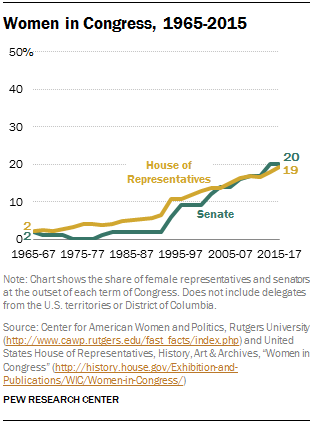 Women in Congress, 1965-2015
50%
40
30
20
10
0
House of
Representatives
Senate
20
19
2
2
1965-67 1975-77 1985-87 1995-97 2005-07 2015-17
Note: Chart shows the share of female representatives and senators
at the outset of each term of Congress. Does not include delegates
from the U.S. territories or District of Columbia.
Source: Center for American Women and Politics, Rutgers University
(http://www.cawp.rutgers.edu/fast_facts/index.php) and United
States House of Representatives, History, Art & Archives, “Women in
Congress” (http://history.house.gov/Exhibition-and-
Publications/WIC/Women-in-Congress/)
PEW RESEARCH CENTER